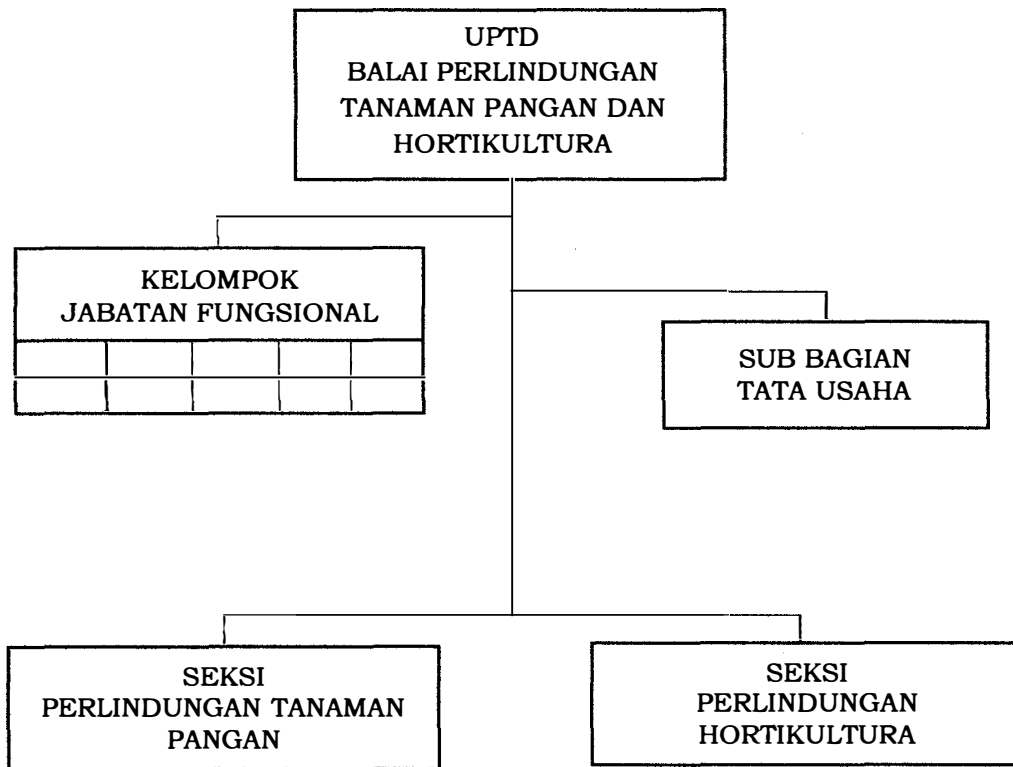 UPTD
BALAI PERLINDUNGAN
TANAMAN PANGAN DAN
HORTIKULTURA
KELOMPOK
JABATAN FUNGSIONAL
SUB BAGIAN
TATA USAHA
SEKSI
PERLINDUNGAN TANAMAN
PANGAN
SEKSI
PERLINDUNGAN
HORTIKULTURA